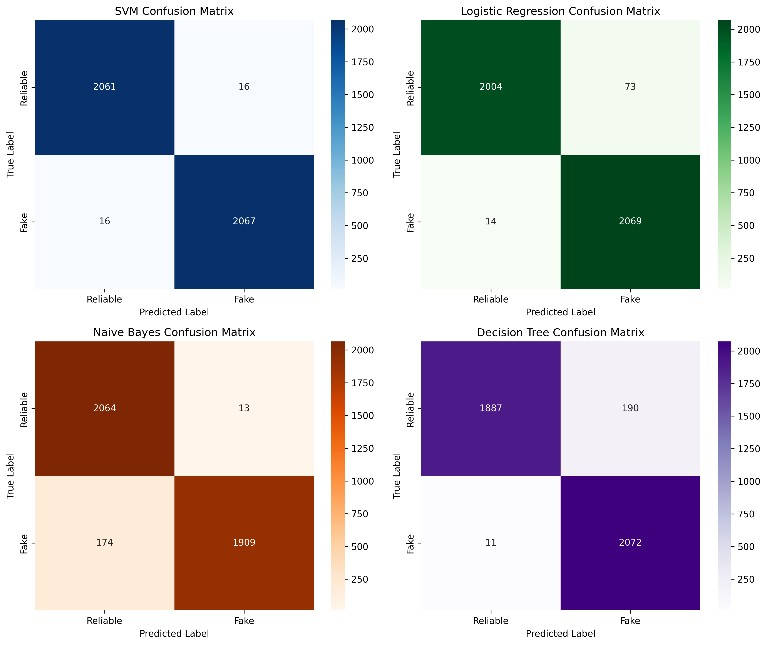 SVM Confusion Matrix
Reliable
Fake
True Label
2061
16
16
2067
Reliable
Fake
Predicted Label
2000
1750
1500
1250
1000
750
500
250
Logistic Regression Confusion Matrix
Reliable
Fake
True Label
2004
73
14
2069
Reliable
Fake
Predicted Label
2000
1750
1500
1250
1000
750
500
250
Naive Bayes Confusion Matrix
Reliable
Fake
True Label
2064
13
174
1909
Reliable
Fake
Predicted Label
2000
1750
1500
1250
1000
750
500
250
Decision Tree Confusion Matrix
Reliable
Fake
True Label
1887
190
11
2072
Reliable
Fake
Predicted Label
2000
1750
1500
1250
1000
750
500
250